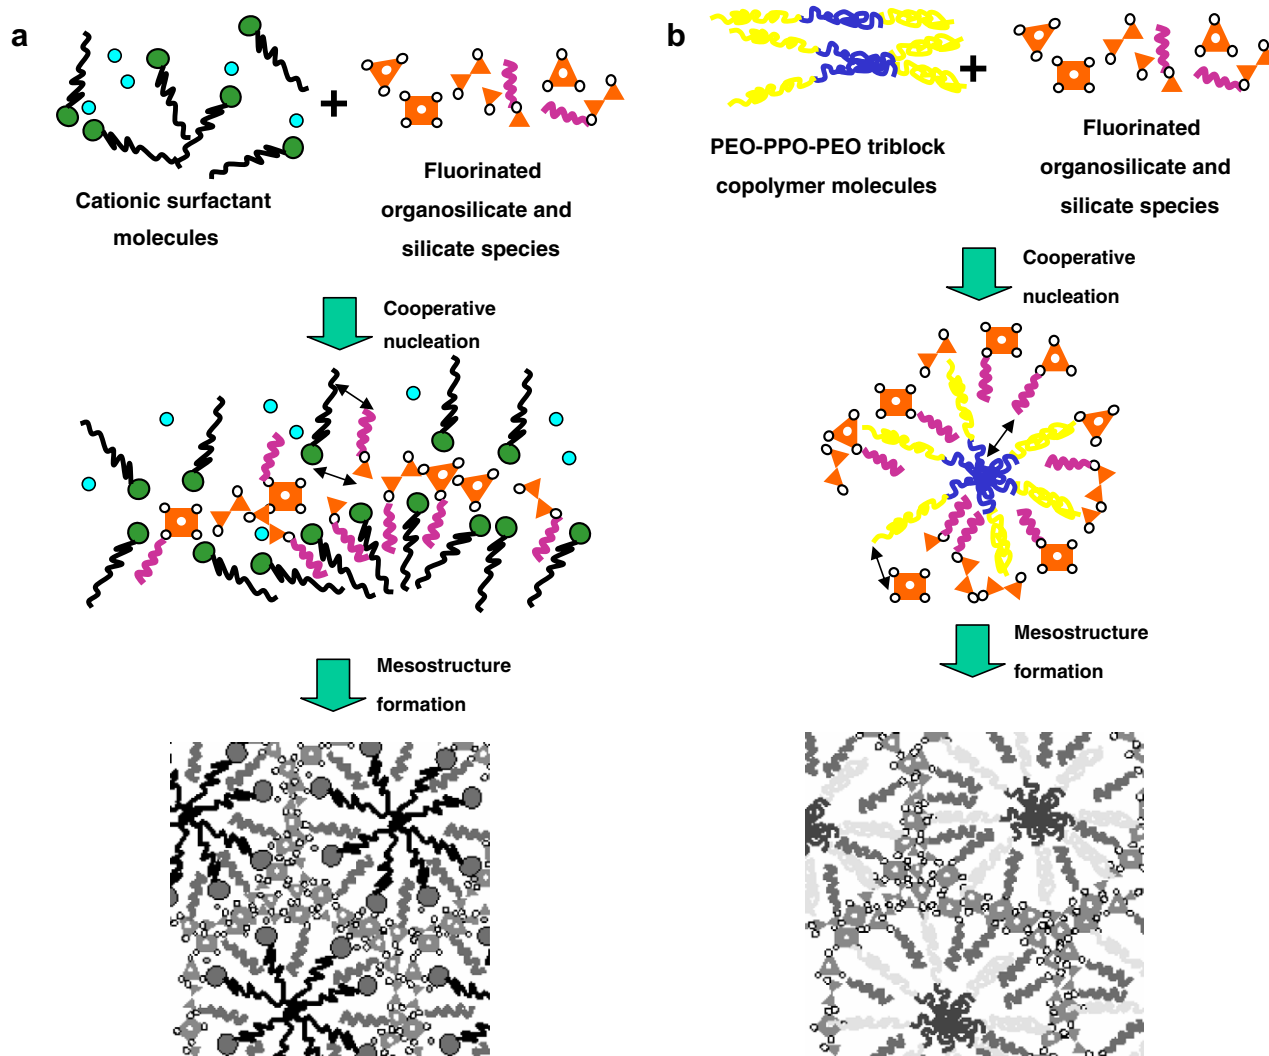 a
Cationic surfactant
molecules
+
Fluorinated
organosilicate and
silicate species
Cooperative
nucleation
Mesostructure
formation
b
PEO-PPO-PEO triblock
copolymer molecules
+
Fluorinated
organosilicate and
silicate species
Cooperative
nucleation
Mesostructure
formation